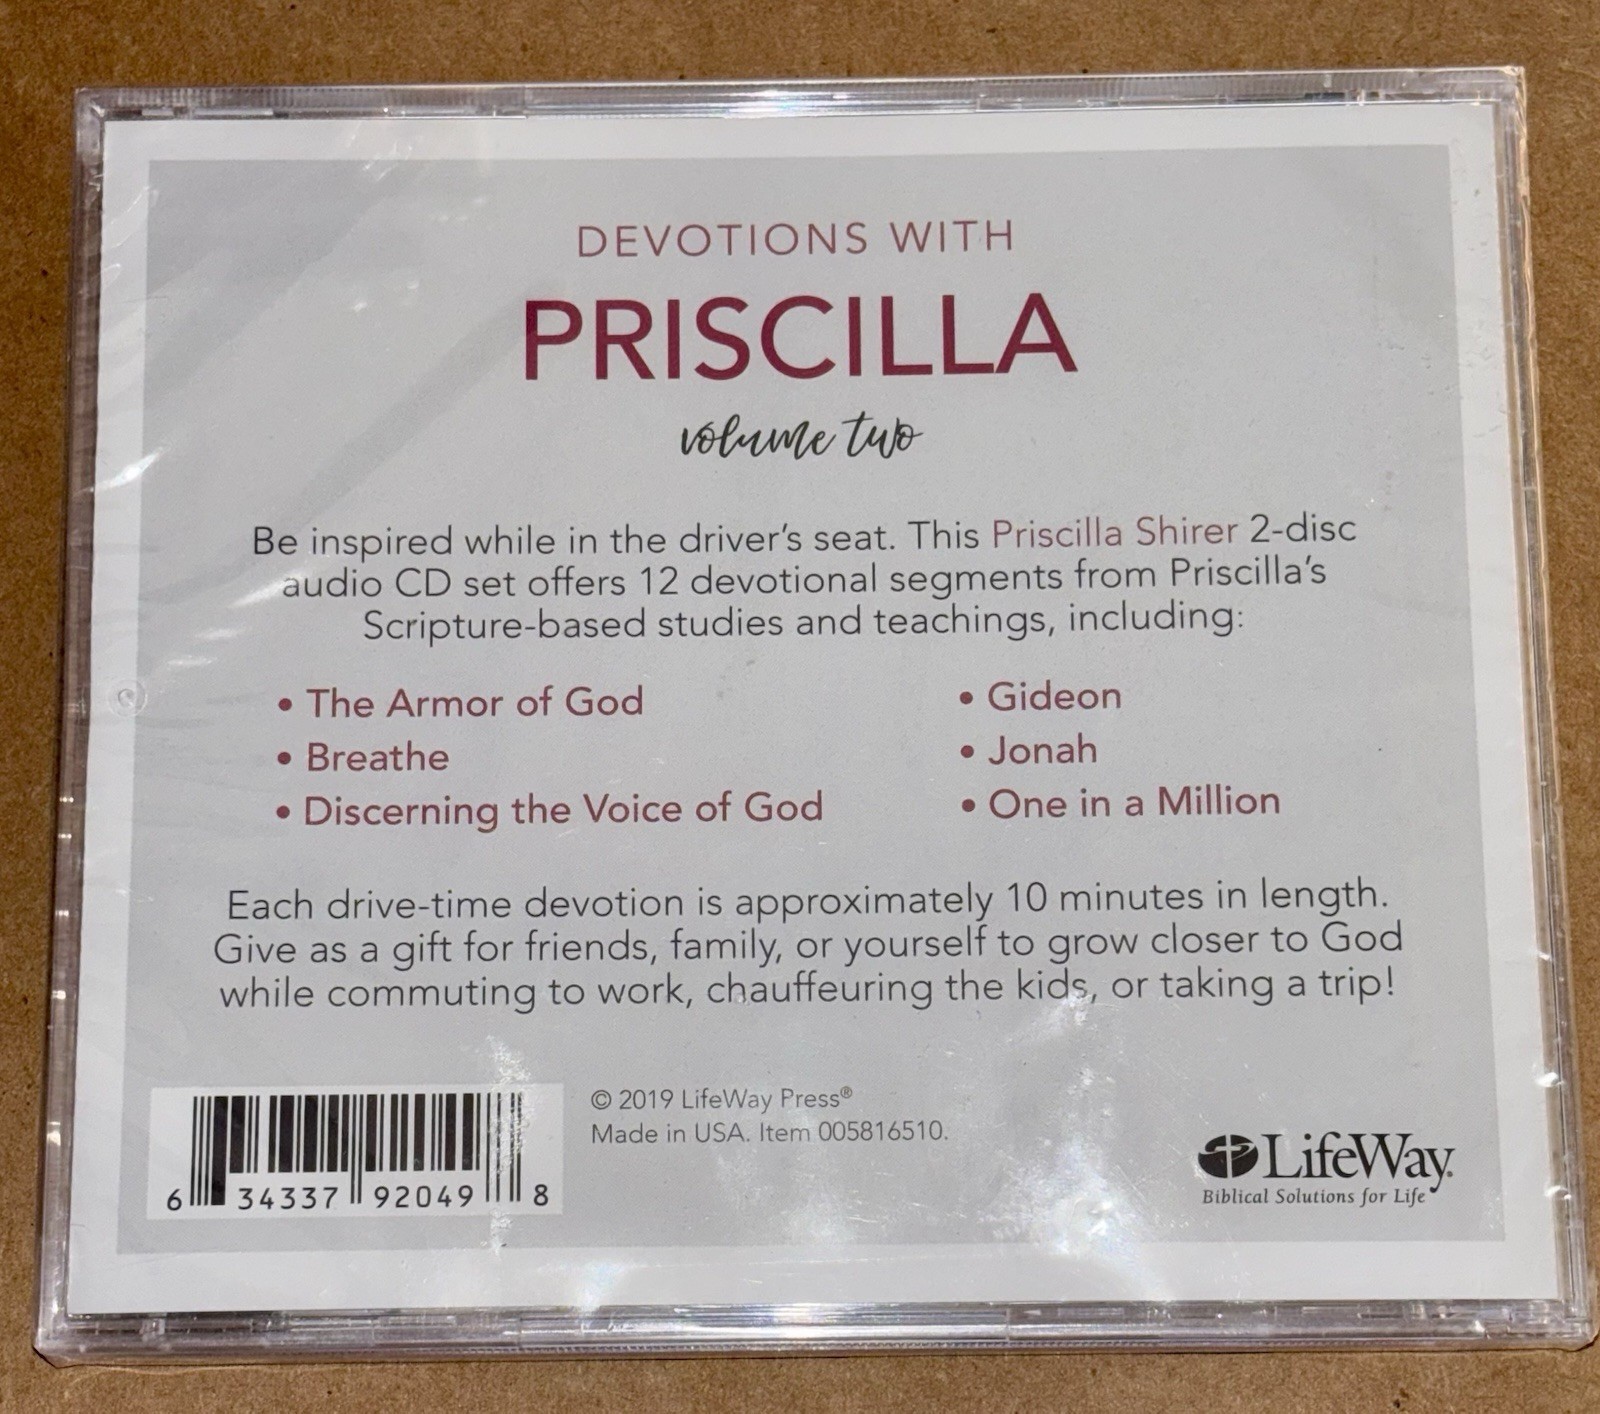 DEVOTIONS WITH
PRISCILLA
volume two
Be inspired while in the driver's seat. This Priscilla Shirer 2-disc
audio CD set offers 12 devotional segments from Priscilla's
Scripture-based studies and teachings, including:
• The Armor of God
• Breathe
• Discerning the Voice of God
• Gideon
• Jonah
• One in a Million
Each drive-time devotion is approximately 10 minutes in length.
Give as a gift for friends, family, or yourself to grow closer to God
while commuting to work, chauffeuring the kids, or taking a trip!
6 34337 92049 8
© 2019 LifeWay Press®
Made in USA. Item 005816510.
LifeWay
Biblical Solutions for Life